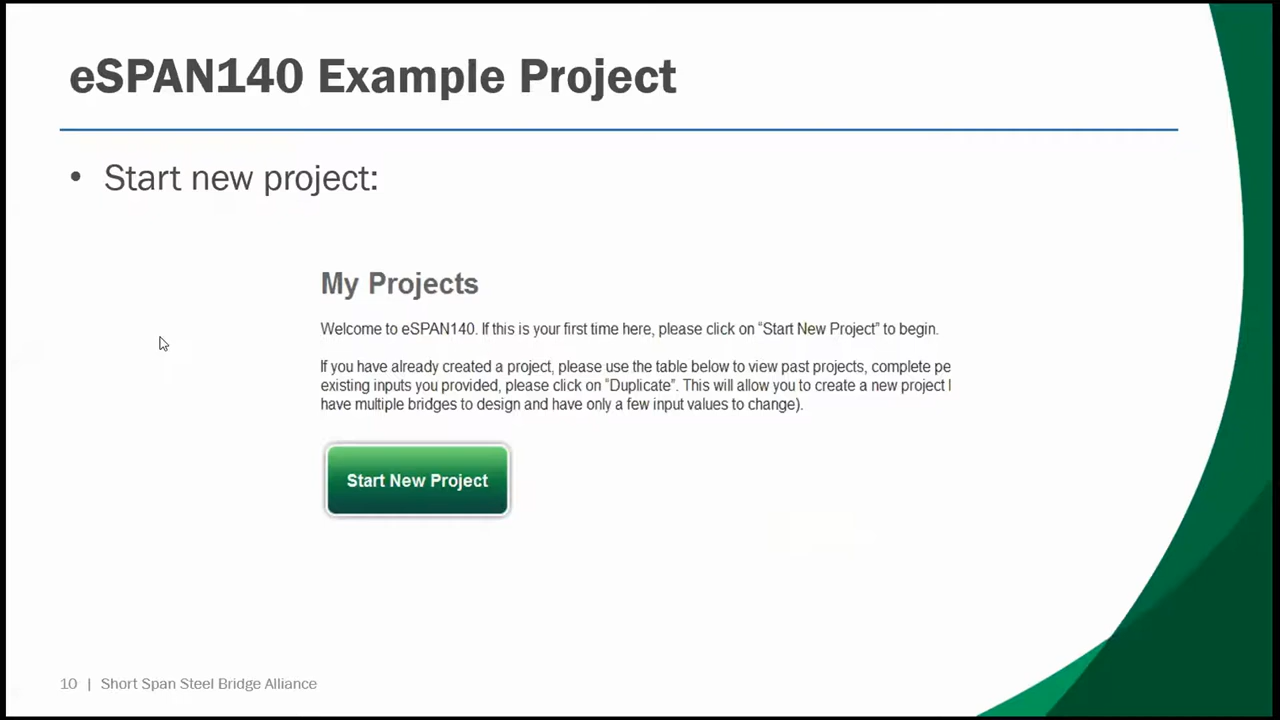 eSPAN140 Example Project
• Start new project:
My Projects
Welcome to eSPAN140. If this is your first time here, please click on “Start New Project” to begin.
If you have already created a project, please use the table below to view past projects, complete pe
existing inputs you provided, please click on “Duplicate”. This will allow you to create a new project
have multiple bridges to design and have only a few input values to change).
Start New Project
10 | Short Span Steel Bridge Alliance